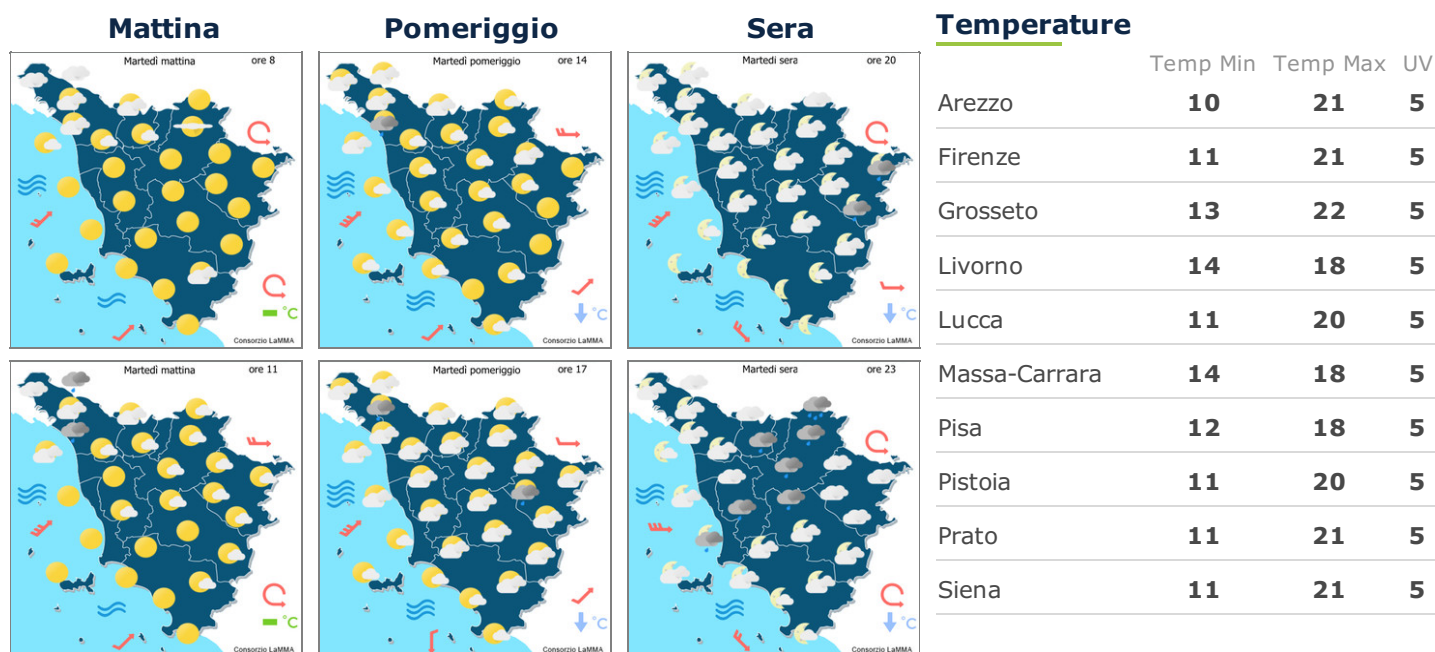 Mattina
Pomeriggio
Sera
Martedì mattina ore 8
°C
Consorzio LaMMA
Martedì pomeriggio ore 14
°C
Consorzio LaMMA
Martedì sera ore 20
°C
Consorzio LaMMA
Martedì mattina ore 11
°C
Consorzio LaMMA
Martedì pomeriggio ore 17
°C
Consorzio LaMMA
Martedì sera ore 23
°C
Consorzio LaMMA
Temperature
Temp Min Temp Max UV
Arezzo 10 21 5
Firenze 11 21 5
Grosseto 13 22 5
Livorno 14 18 5
Lucca 11 20 5
Massa-Carrara 14 18 5
Pisa 12 18 5
Pistoia 11 20 5
Prato 11 21 5
Siena 11 21 5